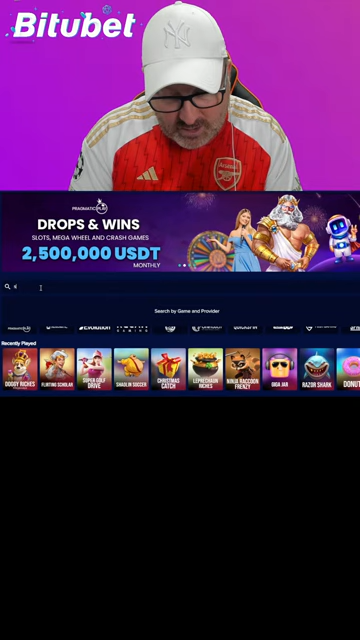 Bitubet
NY
Arsenal
PRAGMATIC PLAY
DROPS & WINS
SLOTS, MEGA WHEEL AND CRASH GAMES
2,500,000 USDT
MONTHLY
Search by Game and Provider
Evolution
Recently Played
DOGGY RICHES
FLIRTING SCHOLAR
SUPER GOLF DRIVE
SHAOLIN SOCCER
CHRISTMAS CATCH
LEPRECHAUN RICHES
NINJA RACCOON FRENZY
GIGA JAR
RAZOR SHARK
DONUT